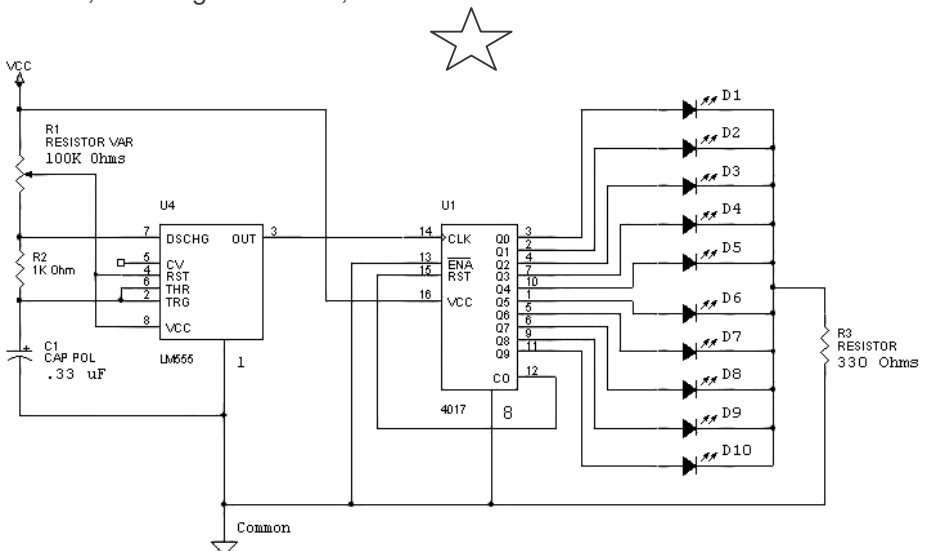 VCC
R1
RESISTOR VAR
100K Ohms
R2
1K Ohm
C1
CAP POL
.33 uF
U4
7 DSCHG OUT 3
5 CV
4 RST
6 THR
2 TRG
8 VCC
LM555
1
U1
14 CLK Q0 3
Q1 2
13 ENA Q2 4
15 RST Q3 7
Q4 10
16 VCC Q5 1
Q6 5
Q7 6
Q8 9
Q9 11
CO 12
4017
8
D1
D2
D3
D4
D5
D6
D7
D8
D9
D10
R3
RESISTOR
330 Ohms
Common